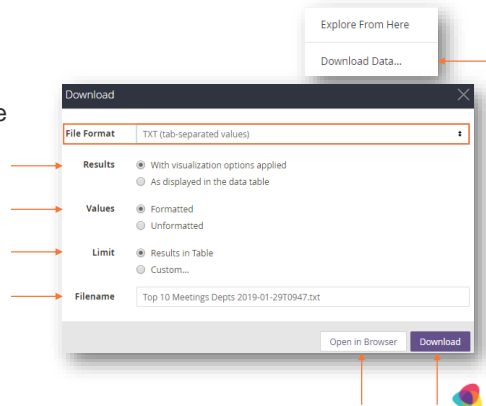 Explore From Here
Download Data...
Download
e
File Format TXT (tab-separated values)
Results With visualization options applied
As displayed in the data table
Values Formatted
Unformatted
Limit Results in Table
Custom...
Filename Top 10 Meetings Depts 2019-01-29T0947.txt
Open in Browser Download